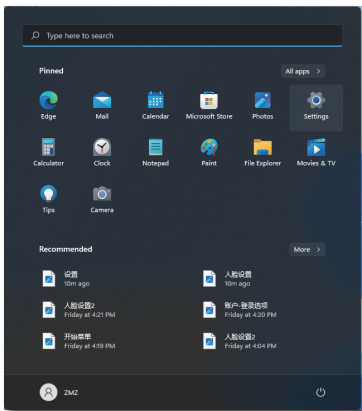 Type here to search
Pinned
All apps >
Edge
Mail
Calendar
Microsoft Store
Photos
Settings
Calculator
Clock
Notepad
Paint
File Explorer
Movies & TV
Tips
Camera
Recommended
More >
设置
10m ago
人脸设置
10m ago
人脸设置2
Friday at 4:21 PM
账户-登录选项
Friday at 4:20 PM
开始菜单
Friday at 4:19 PM
人脸设置2
Friday at 4:04 PM
ZMZ